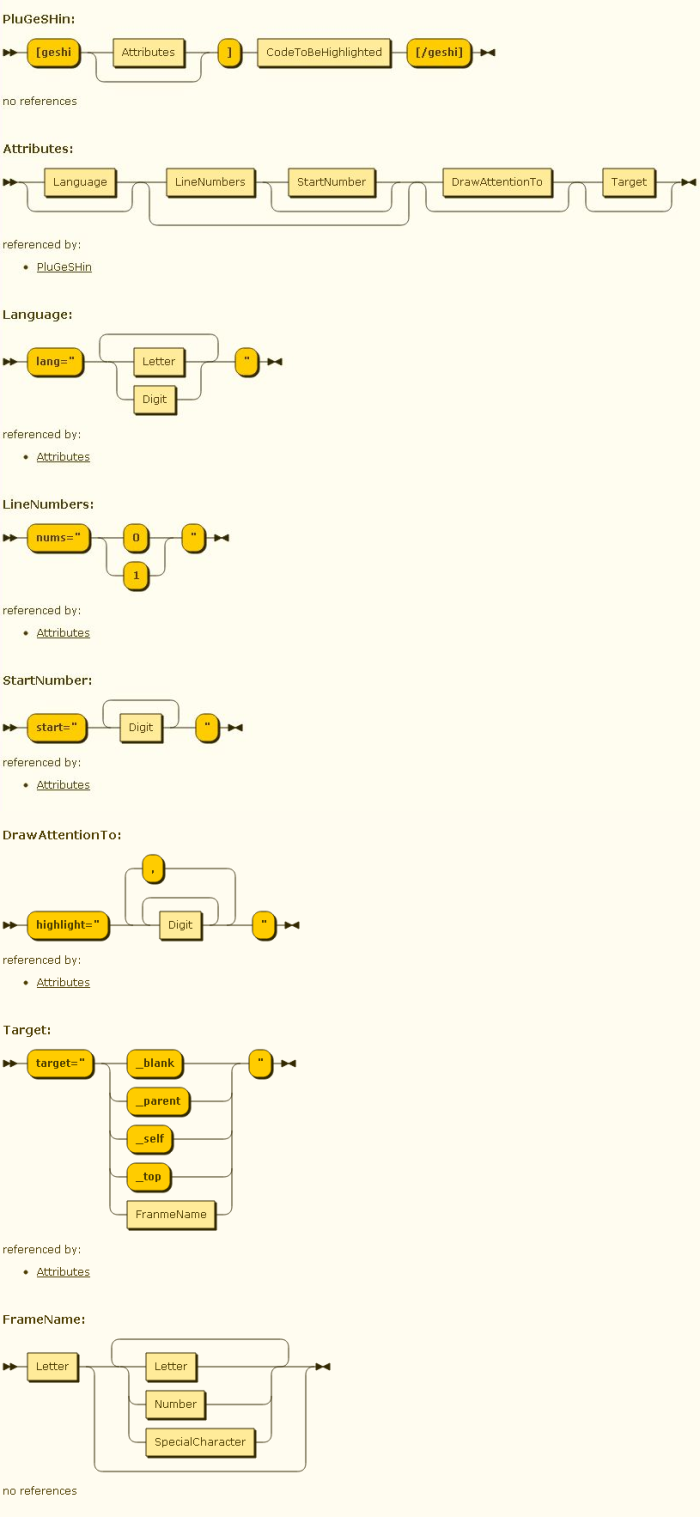 PluGeSHin:
[geshi Attributes ] CodeToBeHighlighted [/geshi]
no references
Attributes:
Language LineNumbers StartNumber DrawAttentionTo Target
referenced by:
• PluGeSHin
Language:
lang=" Letter "
Digit
referenced by:
• Attributes
LineNumbers:
nums=" 0 "
1
referenced by:
• Attributes
StartNumber:
start=" Digit "
referenced by:
• Attributes
DrawAttentionTo:
,
highlight=" Digit "
referenced by:
• Attributes
Target:
target=" _blank "
_parent
_self
_top
FranmeName
referenced by:
• Attributes
FrameName:
Letter Letter
Number
SpecialCharacter
no references